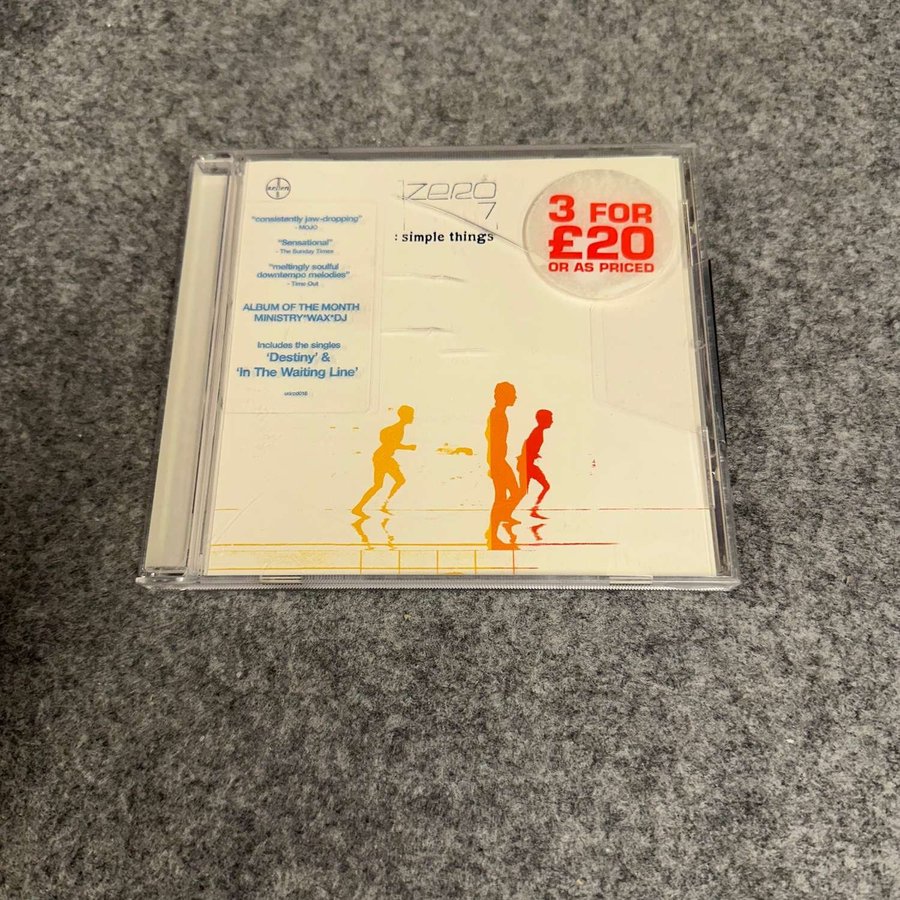 "consistently jaw-dropping"
- MOJO
"Sensational"
- The Sunday Times
"meltingly soulful
downtempo melodies"
- Time Out
ALBUM OF THE MONTH
MINISTRY*WAX*DJ
Includes the singles
'Destiny' &
'In The Waiting Line'
zero
7
: simple things
3 FOR
£20
OR AS PRICED